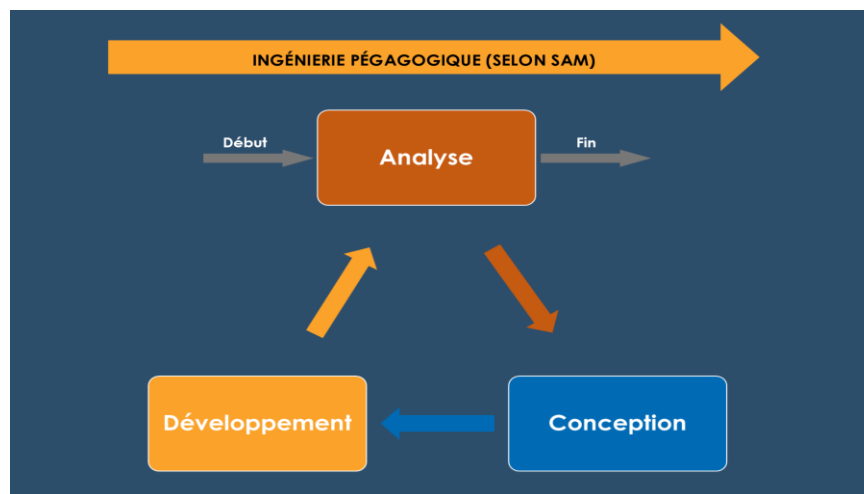 INGÉNIERIE PÉGAGOGIQUE (SELON SAM)
Début
Analyse
Fin
Développement
Conception